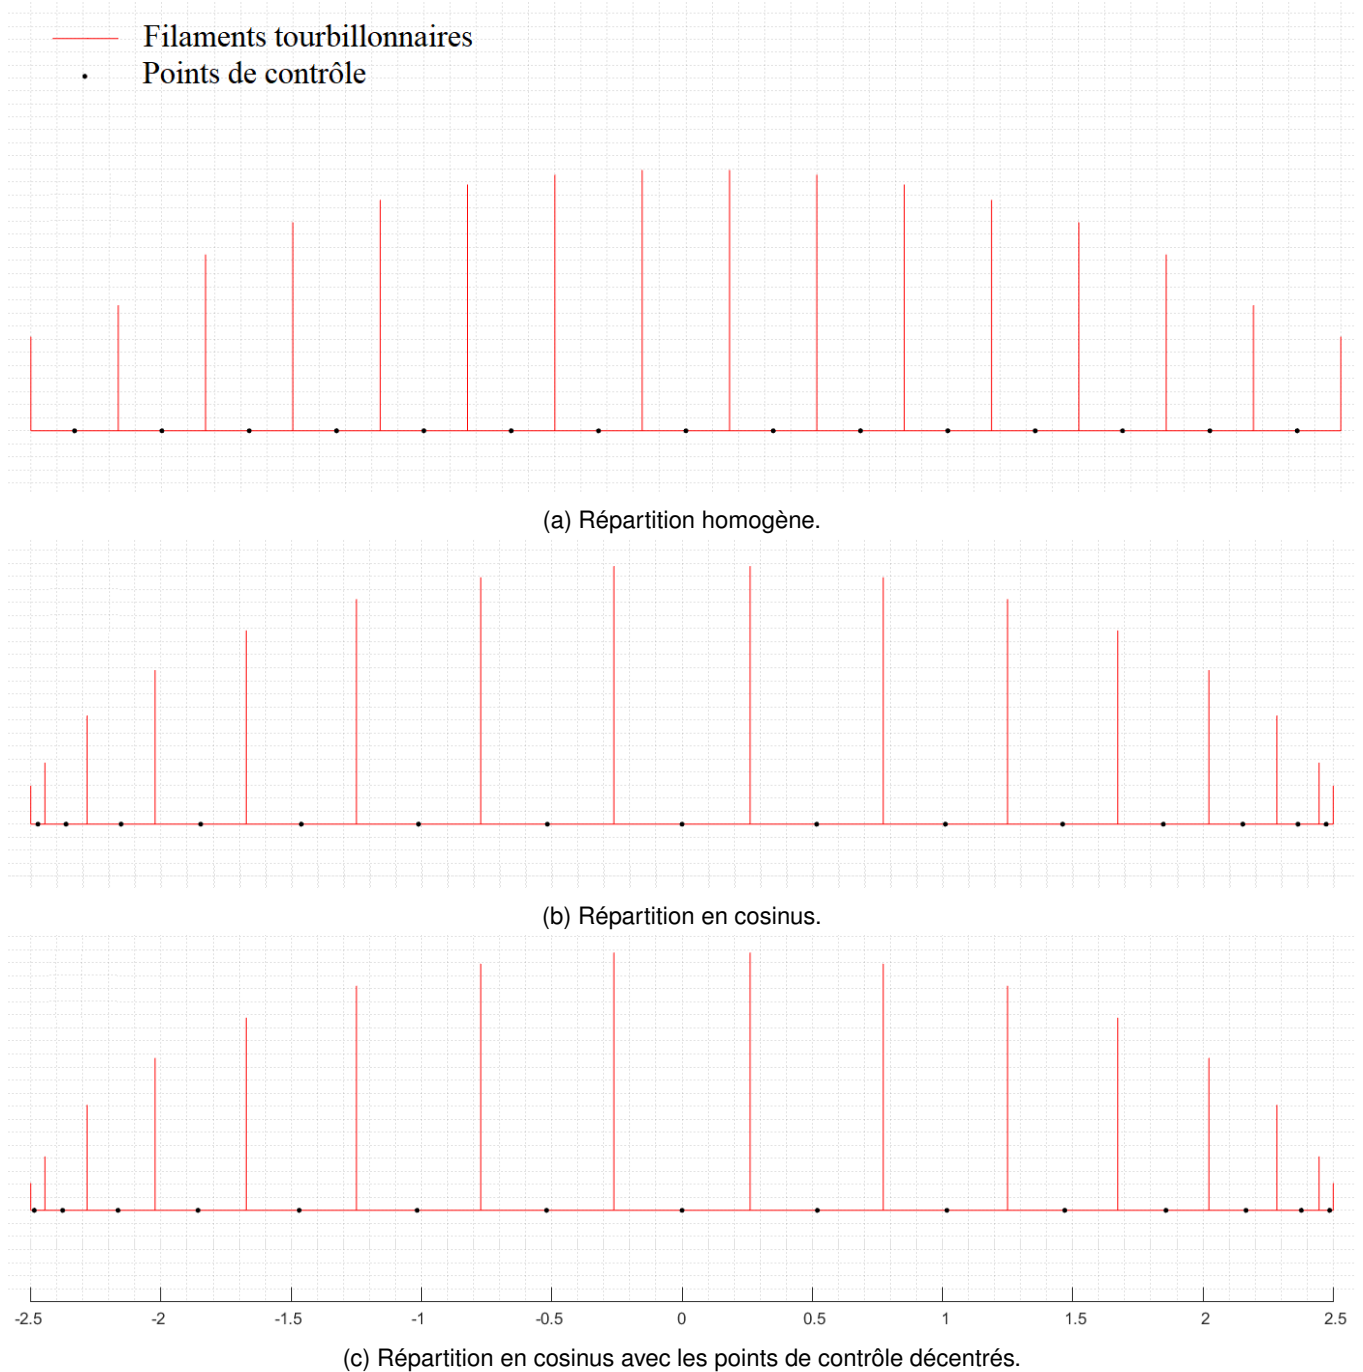 Filaments tourbillonnaires
Points de contrôle
(a) Répartition homogène.
(b) Répartition en cosinus.
-2.5 -2 -1.5 -1 -0.5 0 0.5 1 1.5 2 2.5
(c) Répartition en cosinus avec les points de contrôle décentrés.